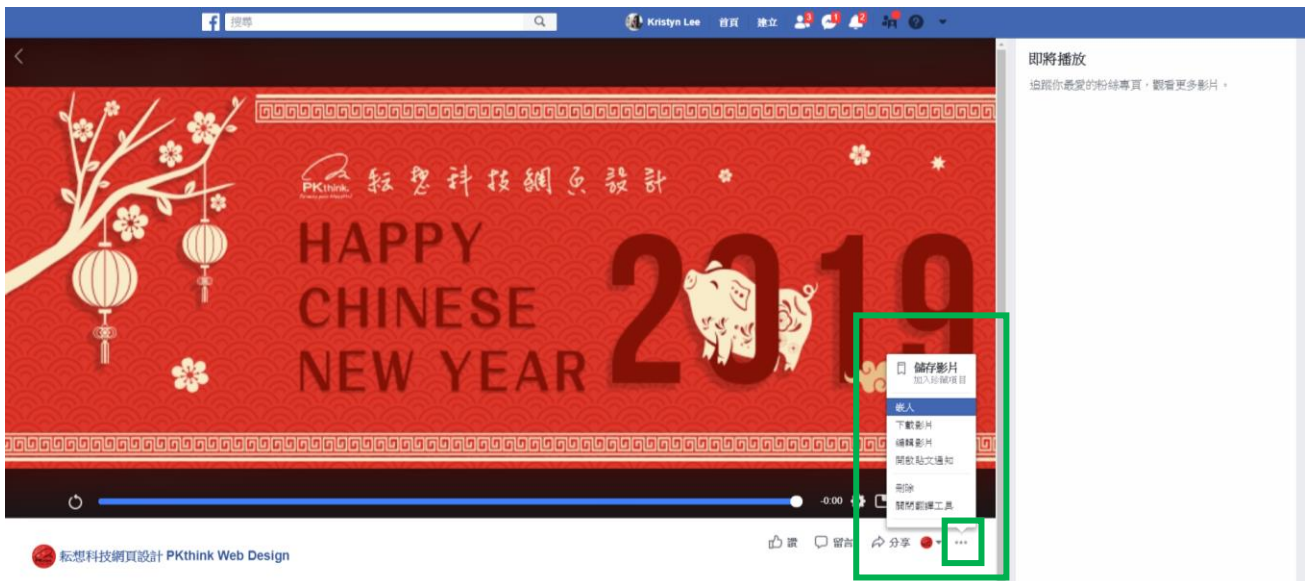 搜尋
Kristyn Lee 首頁 建立 3 2
即將播放
追蹤你最愛的粉絲專頁,觀看更多影片。
PKthink. 耘想科技網頁設計
HAPPY
CHINESE
NEW YEAR
2019
儲存影片
加入珍藏項目
嵌入
下載影片
編輯影片
開啟貼文通知
刪除
關閉翻譯工具
-0:00
耘想科技網頁設計 PKthink Web Design
讚 留言 分享